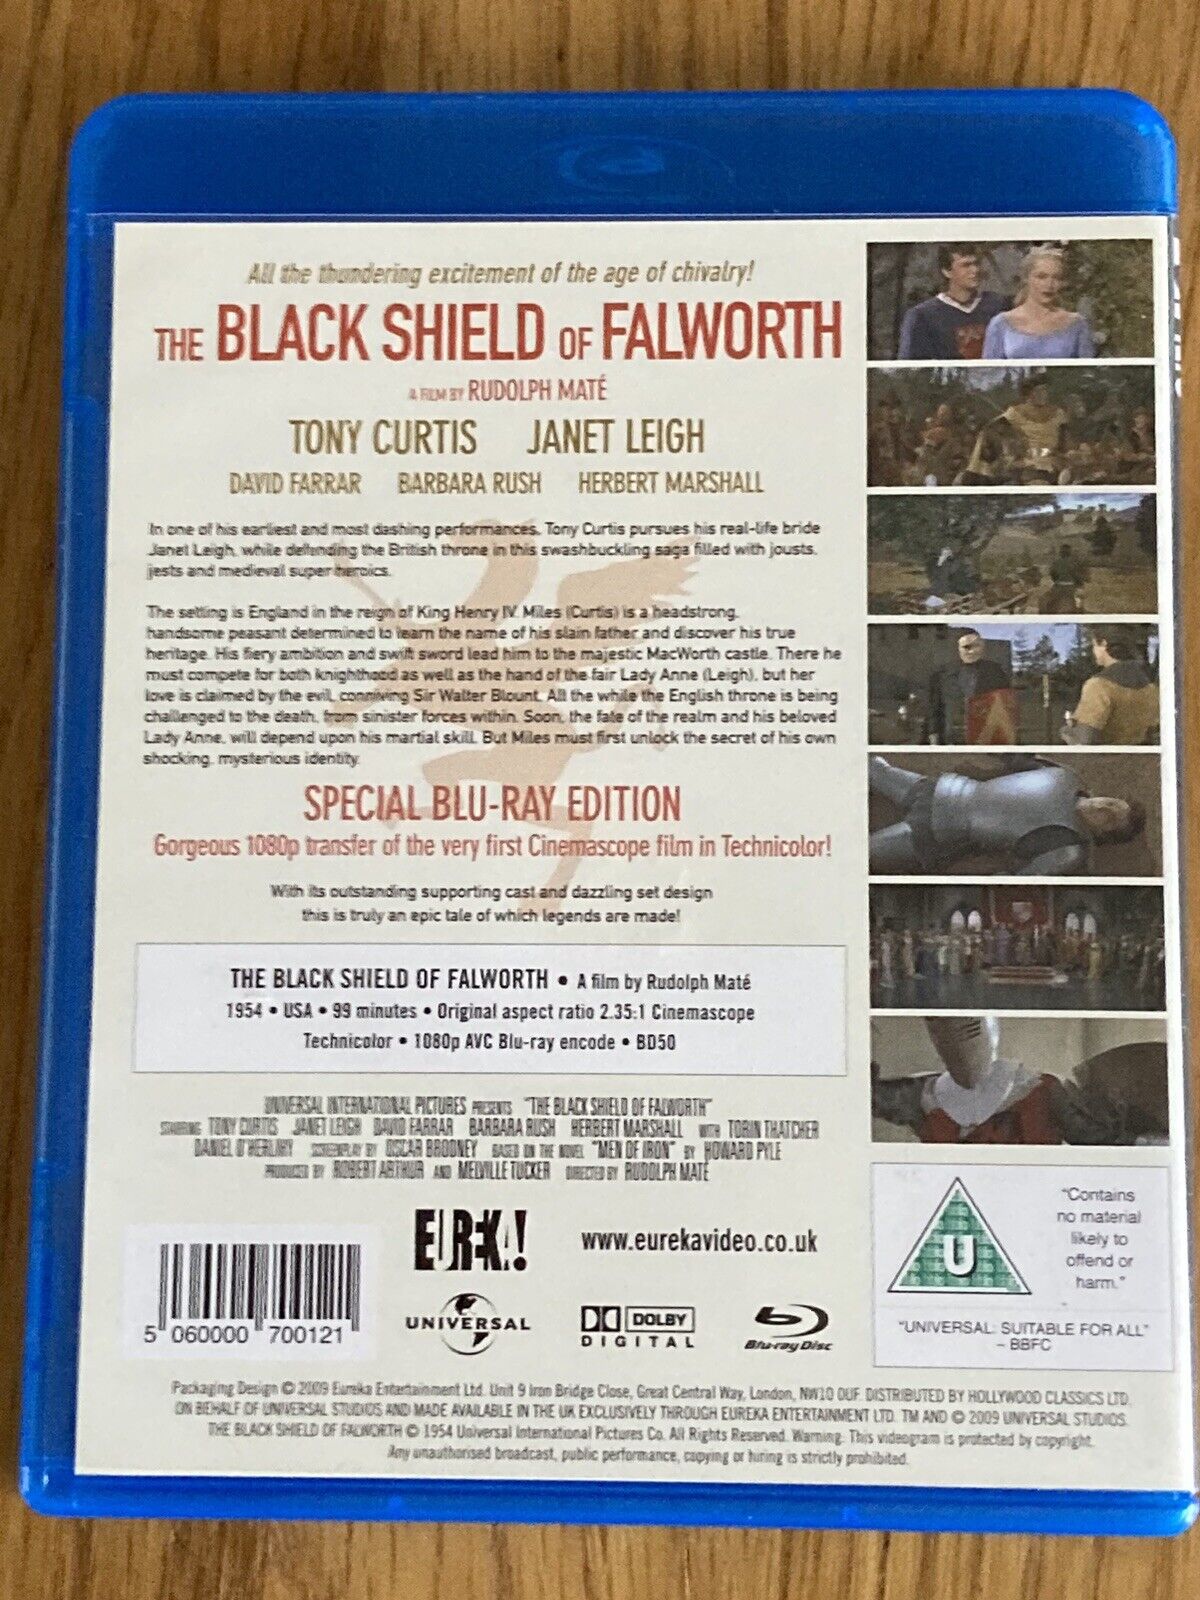 All the thundering excitement of the age of chivalry!
THE BLACK SHIELD OF FALWORTH
A FILM BY RUDOLPH MATÉ
TONY CURTIS JANET LEIGH
DAVID FARRAR BARBARA RUSH HERBERT MARSHALL
In one of his earliest and most dashing performances, Tony Curtis pursues his real-life bride
Janet Leigh, while defending the British throne in this swashbuckling saga filled with jousts,
jests and medieval super heroics.
The setting is England in the reign of King Henry IV. Miles (Curtis) is a headstrong,
handsome peasant determined to learn the name of his slain father and discover his true
heritage. His fiery ambition and swift sword lead him to the majestic MacWorth castle. There he
must compete for both knighthood as well as the hand of the fair Lady Anne (Leigh), but her
love is claimed by the evil, conniving Sir Walter Blount. All the while the English throne is being
challenged to the death, from sinister forces within. Soon, the fate of the realm and his beloved
Lady Anne, will depend upon his martial skill. But Miles must first unlock the secret of his own
shocking, mysterious identity.
SPECIAL BLU-RAY EDITION
Gorgeous 1080p transfer of the very first Cinemascope film in Technicolor!
With its outstanding supporting cast and dazzling set design
this is truly an epic tale of which legends are made!
THE BLACK SHIELD OF FALWORTH • A film by Rudolph Maté
1954 • USA • 99 minutes • Original aspect ratio 2.35:1 Cinemascope
Technicolor • 1080p AVC Blu-ray encode • BD50
UNIVERSAL INTERNATIONAL PICTURES PRESENTS "THE BLACK SHIELD OF FALWORTH"
STARRING TONY CURTIS JANET LEIGH DAVID FARRAR BARBARA RUSH HERBERT MARSHALL WITH TORIN THATCHER
DANIEL O'HERLIHY SCREENPLAY BY OSCAR BRODNEY BASED ON THE NOVEL "MEN OF IRON" BY HOWARD PYLE
PRODUCED BY ROBERT ARTHUR AND MELVILLE TUCKER DIRECTED BY RUDOLPH MATÉ
EUREKA!
www.eurekavideo.co.uk
5 060000 700121
UNIVERSAL
DOLBY
DIGITAL
Blu-ray Disc
U
"Contains
no material
likely to
offend or
harm."
"UNIVERSAL: SUITABLE FOR ALL"
– BBFC
Packaging Design © 2009 Eureka Entertainment Ltd. Unit 9 Iron Bridge Close, Great Central Way, London, NW10 0UF. DISTRIBUTED BY HOLLYWOOD CLASSICS LTD.
ON BEHALF OF UNIVERSAL STUDIOS AND MADE AVAILABLE IN THE UK EXCLUSIVELY THROUGH EUREKA ENTERTAINMENT LTD. TM AND © 2009 UNIVERSAL STUDIOS.
THE BLACK SHIELD OF FALWORTH © 1954 Universal International Pictures Co. All Rights Reserved. Warning: This videogram is protected by copyright.
Any unauthorised broadcast, public performance, copying or hiring is strictly prohibited.